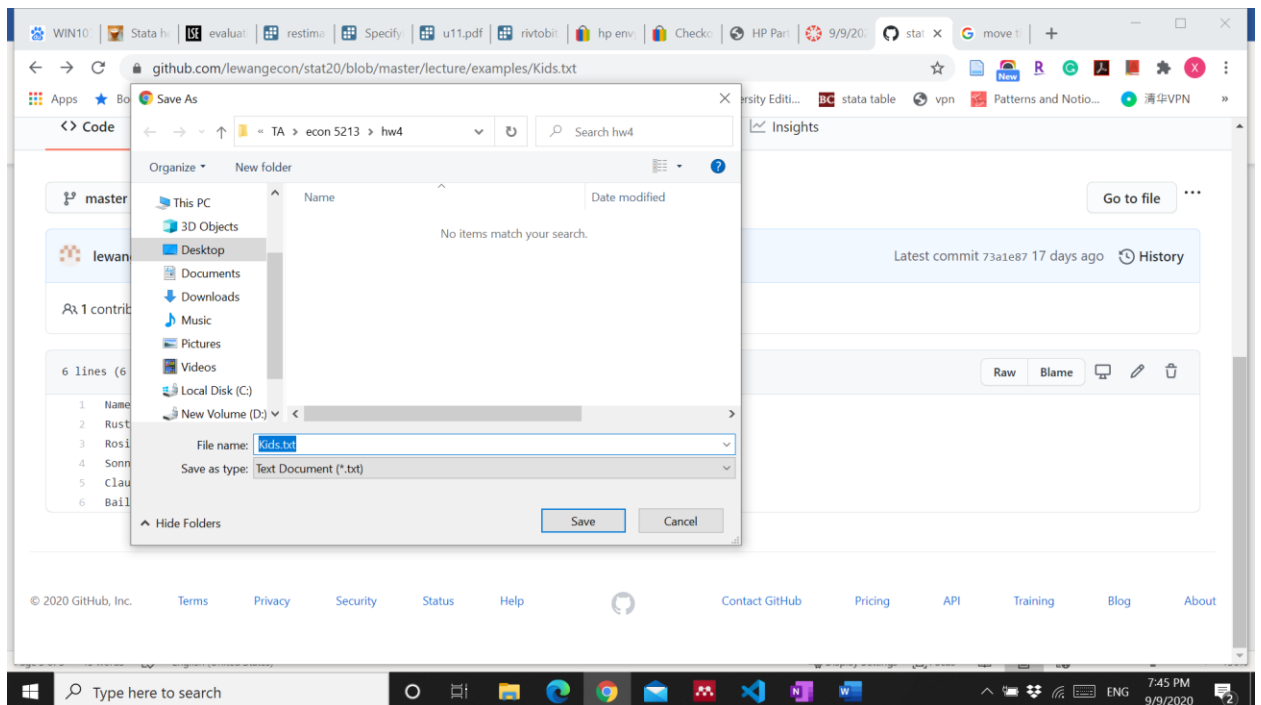 WIN10 Stata h evaluat restima Specify u11.pdf rivtobit hp env Checko HP Part 9/9/20 stat move t
github.com/lewangecon/stat20/blob/master/lecture/examples/Kids.txt
New
Apps Bo ersity Editi... BC stata table vpn Patterns and Notio... 清华VPN »
Save As
<> Code
« TA > econ 5213 > hw4
Search hw4
Insights
Organize
New folder
Name
Date modified
No items match your search.
This PC
3D Objects
Desktop
Documents
Downloads
Music
Pictures
Videos
Local Disk (C:)
New Volume (D:)
master
Go to file
...
lewan
Latest commit 73a1e87 17 days ago
History
1 contrib
6 lines (6
Raw
Blame
1 Name
2 Rust
3 Rosi
4 Sonn
5 Clau
6 Bail
File name: Kids.txt
Save as type: Text Document (*.txt)
Hide Folders
Save
Cancel
© 2020 GitHub, Inc. Terms Privacy Security Status Help Contact GitHub Pricing API Training Blog About
Type here to search
ENG
7:45 PM
9/9/2020
2